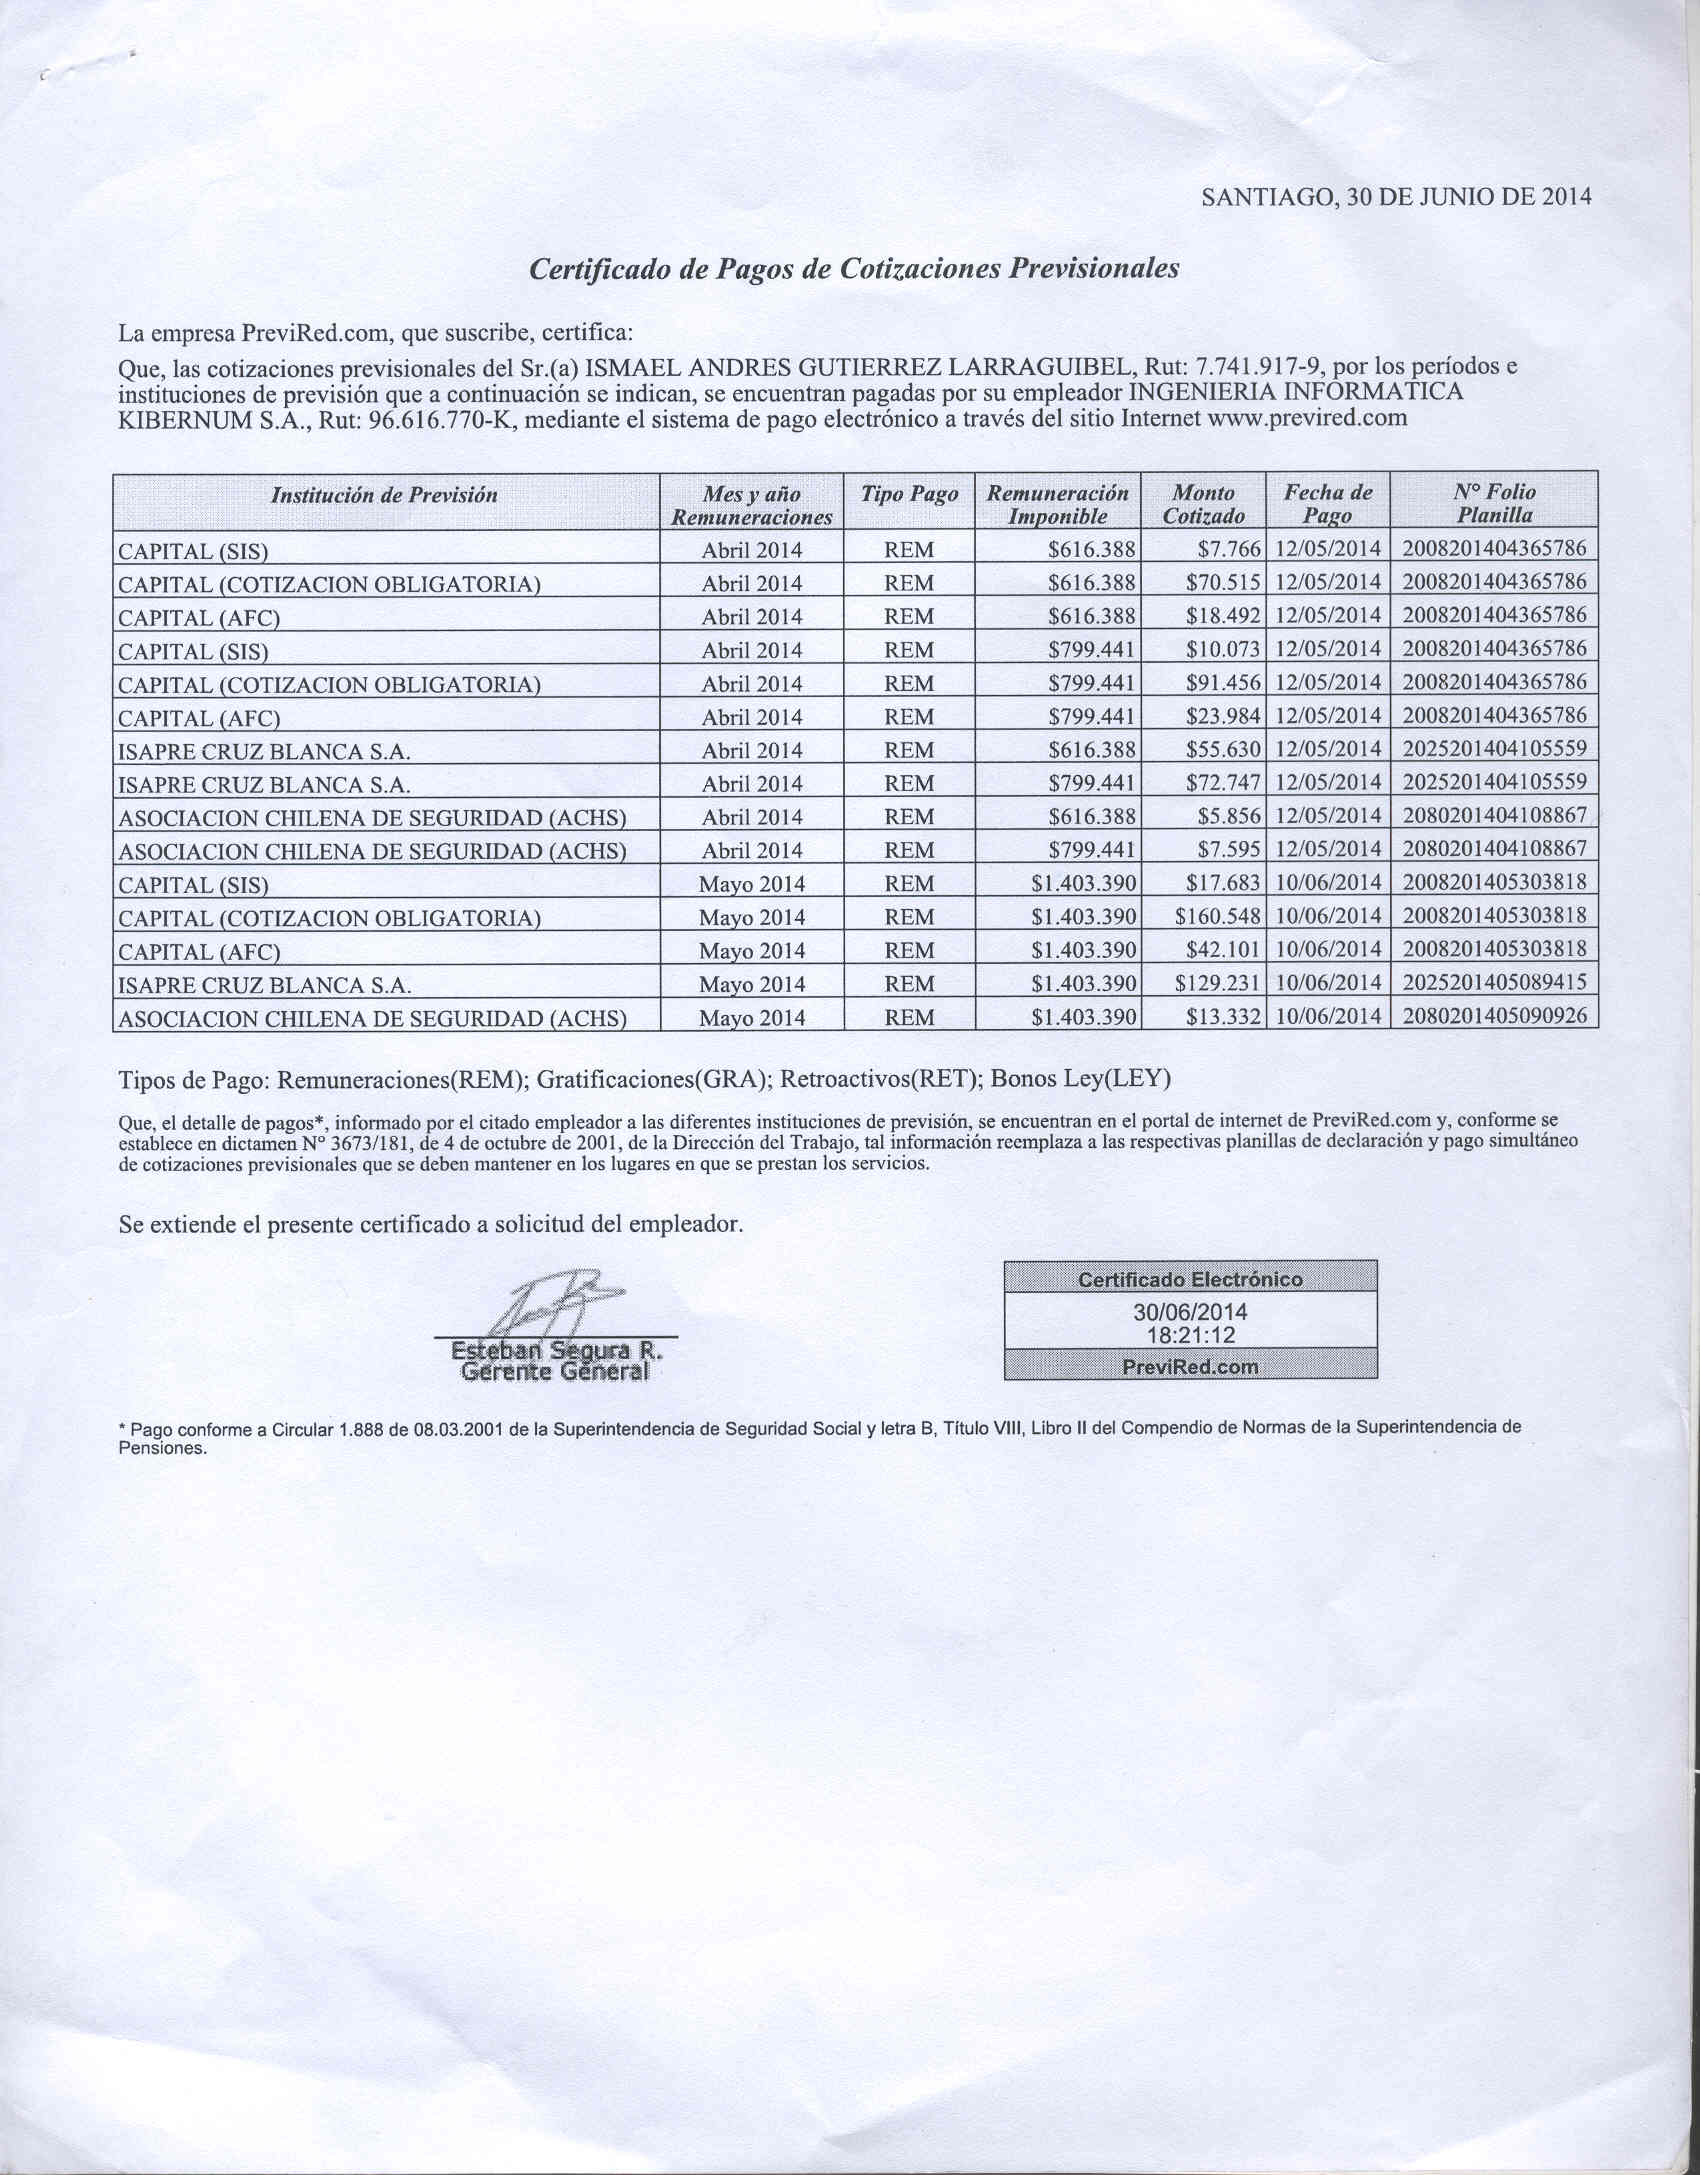 SANTIAGO, 30 DE JUNIO DE 2014
Certificado de Pagos de Cotizaciones Previsionales
La empresa PreviRed.com, que suscribe, certifica:
Que, las cotizaciones previsionales del Sr.(a) ISMAEL ANDRES GUTIERREZ LARRAGUIBEL, Rut: 7.741.917-9, por los períodos e
instituciones de previsión que a continuación se indican, se encuentran pagadas por su empleador INGENIERIA INFORMATICA
KIBERNUM S.A., Rut: 96.616.770-K, mediante el sistema de pago electrónico a través del sitio Internet www.previred.com
Institución de Previsión Mes y año Remuneraciones Tipo Pago Remuneración Imponible Monto Cotizado Fecha de Pago Nº Folio Planilla
CAPITAL (SIS) Abril 2014 REM $616.388 $7.766 12/05/2014 2008201404365786
CAPITAL (COTIZACION OBLIGATORIA) Abril 2014 REM $616.388 $70.515 12/05/2014 2008201404365786
CAPITAL (AFC) Abril 2014 REM $616.388 $18.492 12/05/2014 2008201404365786
CAPITAL (SIS) Abril 2014 REM $799.441 $10.073 12/05/2014 2008201404365786
CAPITAL (COTIZACION OBLIGATORIA) Abril 2014 REM $799.441 $91.456 12/05/2014 2008201404365786
CAPITAL (AFC) Abril 2014 REM $799.441 $23.984 12/05/2014 2008201404365786
ISAPRE CRUZ BLANCA S.A. Abril 2014 REM $616.388 $55.630 12/05/2014 2025201404105559
ISAPRE CRUZ BLANCA S.A. Abril 2014 REM $799.441 $72.747 12/05/2014 2025201404105559
ASOCIACION CHILENA DE SEGURIDAD (ACHS) Abril 2014 REM $616.388 $5.856 12/05/2014 2080201404108867
ASOCIACION CHILENA DE SEGURIDAD (ACHS) Abril 2014 REM $799.441 $7.595 12/05/2014 2080201404108867
CAPITAL (SIS) Mayo 2014 REM $1.403.390 $17.683 10/06/2014 2008201405303818
CAPITAL (COTIZACION OBLIGATORIA) Mayo 2014 REM $1.403.390 $160.548 10/06/2014 2008201405303818
CAPITAL (AFC) Mayo 2014 REM $1.403.390 $42.101 10/06/2014 2008201405303818
ISAPRE CRUZ BLANCA S.A. Mayo 2014 REM $1.403.390 $129.231 10/06/2014 2025201405089415
ASOCIACION CHILENA DE SEGURIDAD (ACHS) Mayo 2014 REM $1.403.390 $13.332 10/06/2014 2080201405090926
Tipos de Pago: Remuneraciones(REM); Gratificaciones(GRA); Retroactivos(RET); Bonos Ley(LEY)
Que, el detalle de pagos*, informado por el citado empleador a las diferentes instituciones de previsión, se encuentran en el portal de internet de PreviRed.com y, conforme se
establece en dictamen Nº 3673/181, de 4 de octubre de 2001, de la Dirección del Trabajo, tal información reemplaza a las respectivas planillas de declaración y pago simultáneo
de cotizaciones previsionales que se deben mantener en los lugares en que se prestan los servicios.
Se extiende el presente certificado a solicitud del empleador.
Esteban Segura R.
Gerente General
Certificado Electrónico
30/06/2014
18:21:12
PreviRed.com
* Pago conforme a Circular 1.888 de 08.03.2001 de la Superintendencia de Seguridad Social y letra B, Título VIII, Libro II del Compendio de Normas de la Superintendencia de
Pensiones.